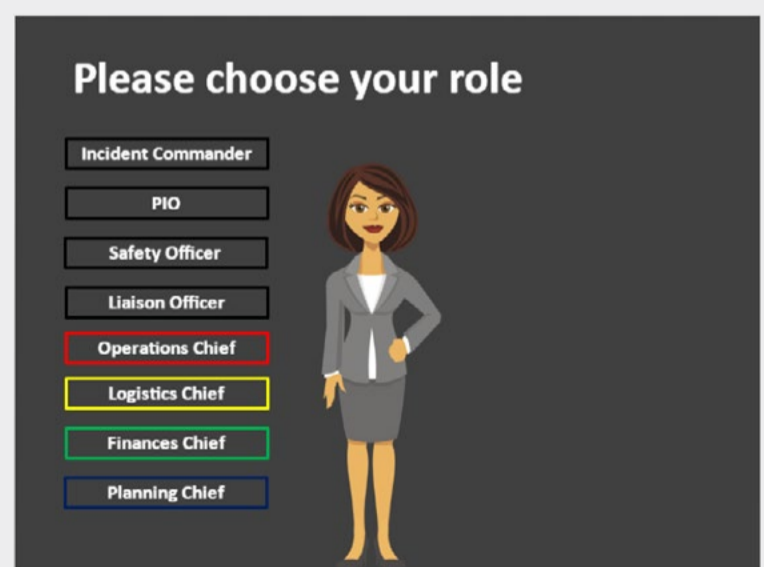 Please choose your role
Incident Commander
PIO
Safety Officer
Liaison Officer
Operations Chief
Logistics Chief
Finances Chief
Planning Chief